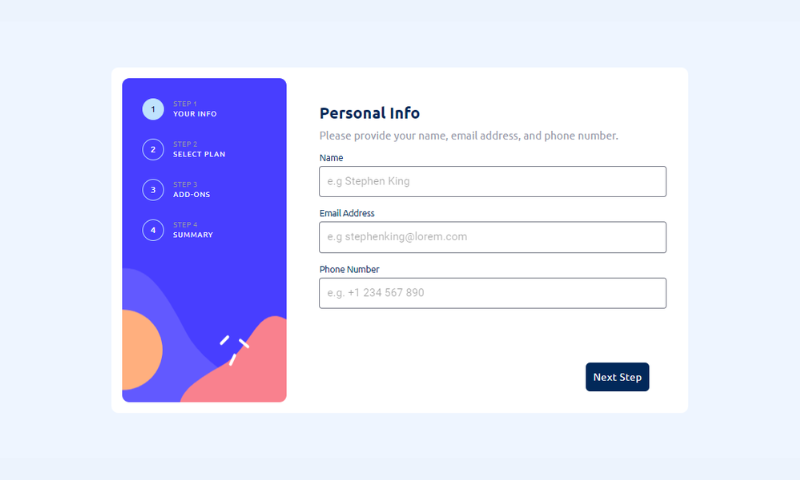 1
STEP 1
YOUR INFO
2
STEP 2
SELECT PLAN
3
STEP 3
ADD-ONS
4
STEP 4
SUMMARY
Personal Info
Please provide your name, email address, and phone number.
Name
e.g Stephen King
Email Address
e.g stephenking@lorem.com
Phone Number
e.g. +1 234 567 890
Next Step